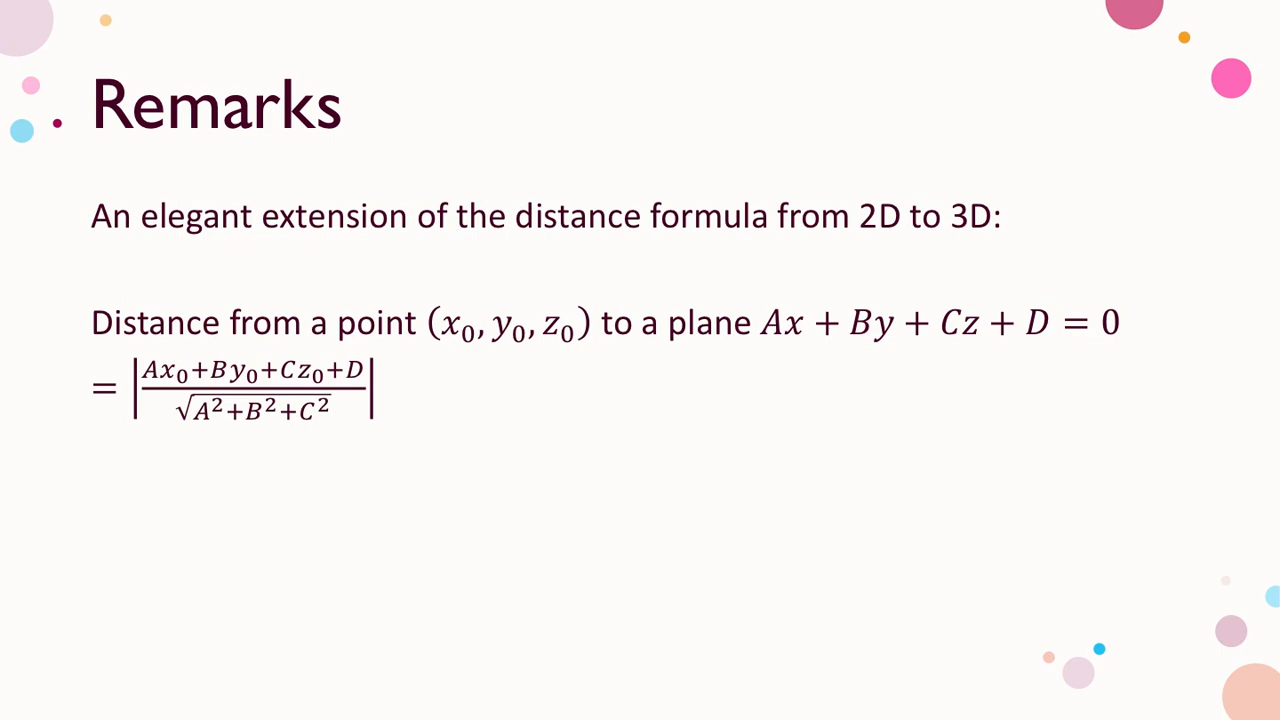 Remarks
An elegant extension of the distance formula from 2D to 3D:
Distance from a point (x₀, y₀, z₀) to a plane Ax + By + Cz + D = 0
= |(Ax₀+By₀+Cz₀+D)/√(A²+B²+C²)|